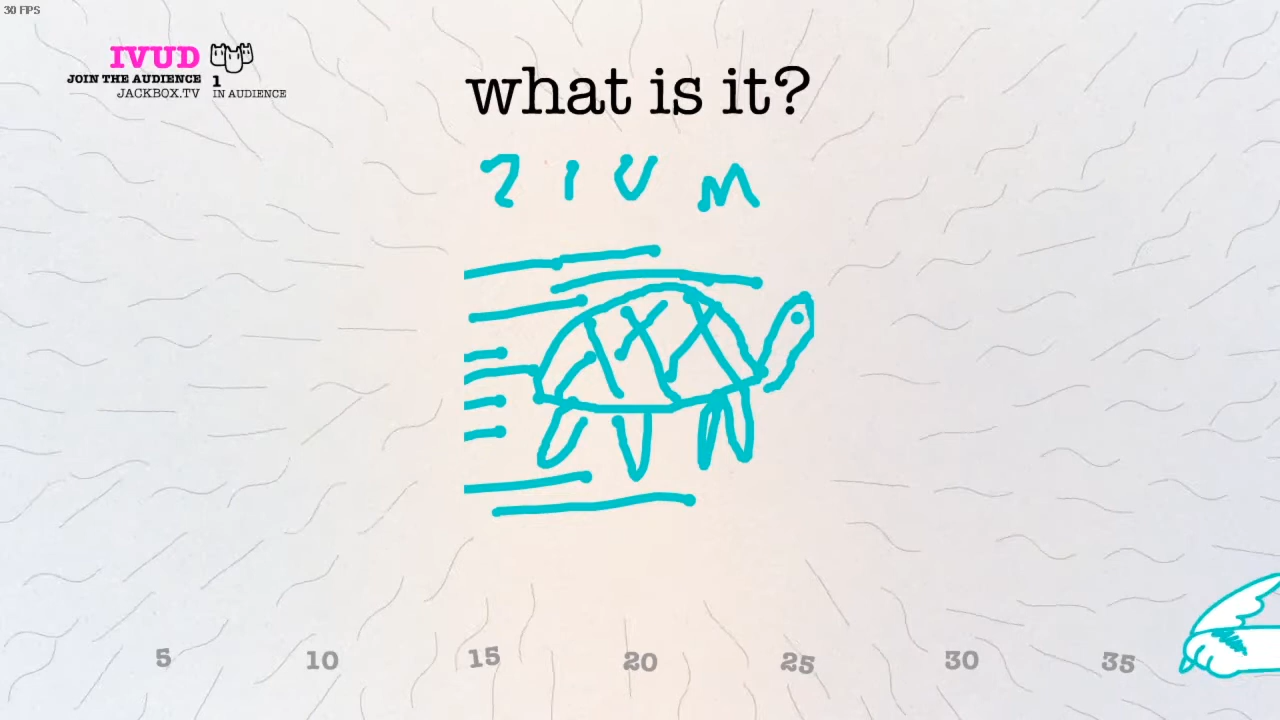 30 FPS
IVUD
JOIN THE AUDIENCE 1
JACKBOX.TV IN AUDIENCE
what is it?
5 10 15 20 25 30 35